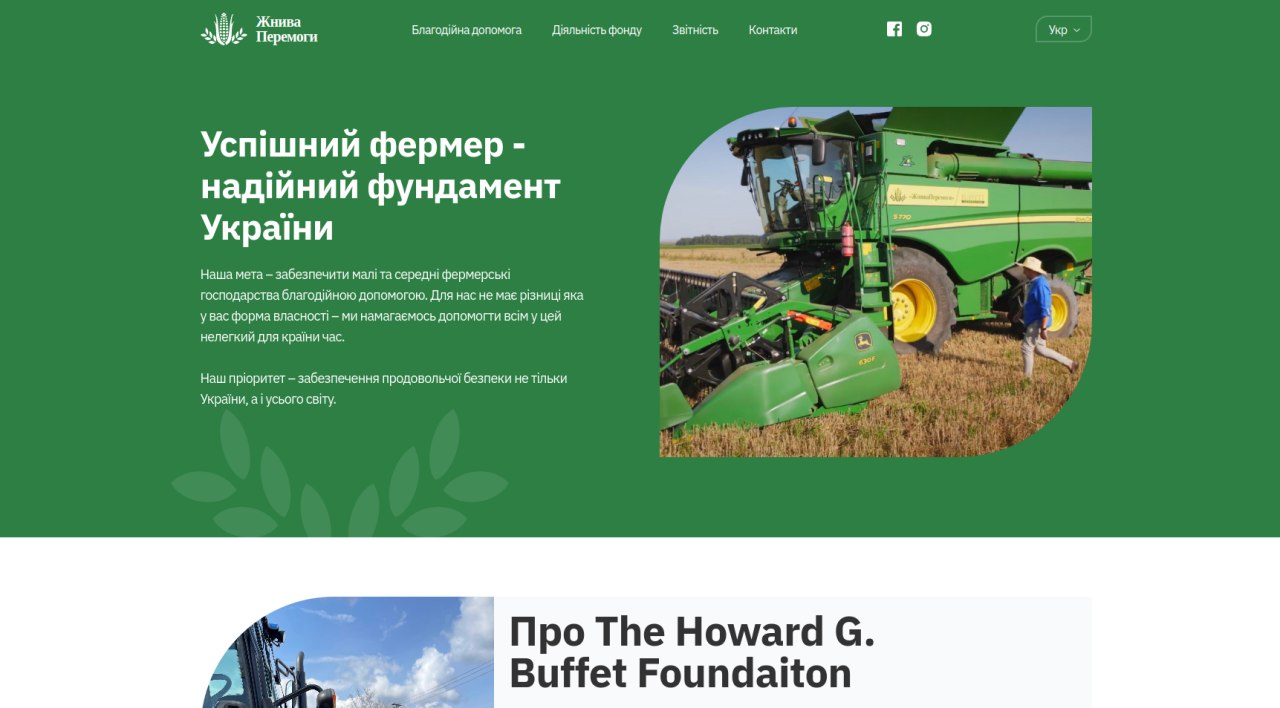 Жнива
Перемоги
Благодійна допомога
Діяльність фонду
Звітність
Контакти
Укр
Успішний фермер -
надійний фундамент
України
Наша мета – забезпечити малі та середні фермерські
господарства благодійною допомогою. Для нас не має різниці яка
у вас форма власності – ми намагаємось допомогти всім у цей
нелегкий для країни час.
Наш пріоритет – забезпечення продовольчої безпеки не тільки
України, а і усього світу.
«ЖниваПеремоги»
S 770
630F
Про The Howard G.
Buffet Foundaiton